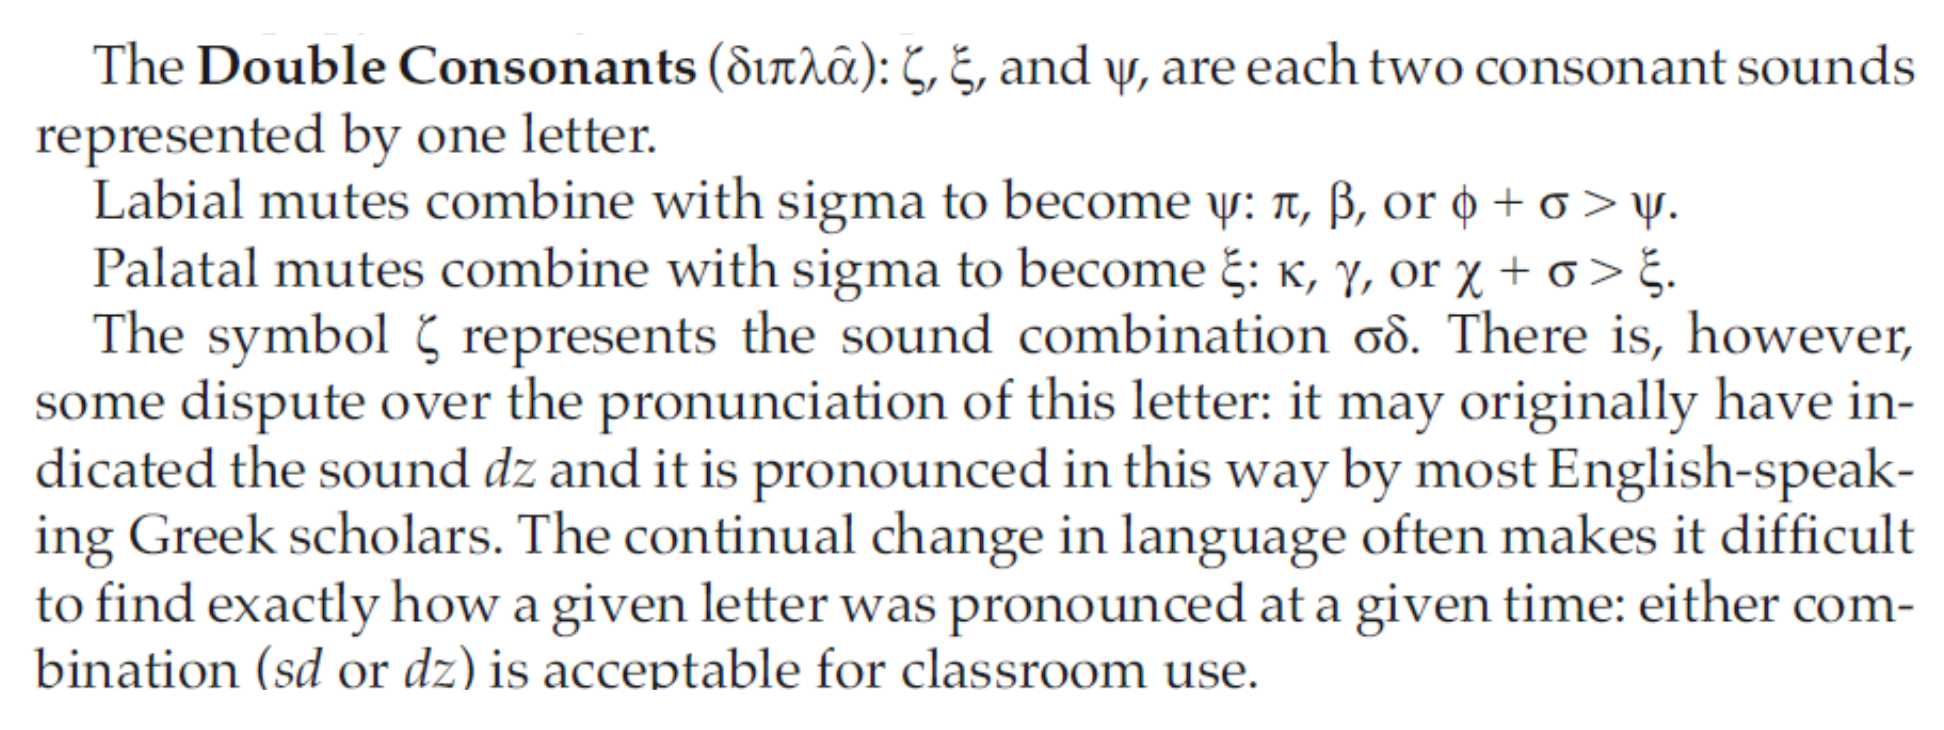 The Double Consonants (διπλᾶ): ζ, ξ, and ψ, are each two consonant sounds
represented by one letter.
Labial mutes combine with sigma to become ψ: π, β, or ϕ + σ > ψ.
Palatal mutes combine with sigma to become ξ: κ, γ, or χ + σ > ξ.
The symbol ζ represents the sound combination σδ. There is, however,
some dispute over the pronunciation of this letter: it may originally have in-
dicated the sound dz and it is pronounced in this way by most English-speak-
ing Greek scholars. The continual change in language often makes it difficult
to find exactly how a given letter was pronounced at a given time: either com-
bination (sd or dz) is acceptable for classroom use.